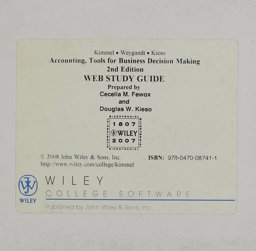 Kimmel • Weygandt • Kieso
Accounting, Tools for Business Decision Making
2nd Edition
WEB STUDY GUIDE
Prepared by
Cecelia M. Fewox
and
Douglas W. Kieso
1807
WILEY
2007
© 2008 John Wiley & Sons, Inc.
http://www.wiley.com/college/kimmel
ISBN: 978-0470-08741-1
WILEY
WILEY
COLLEGE SOFTWARE
Published by John Wiley & Sons, Inc.